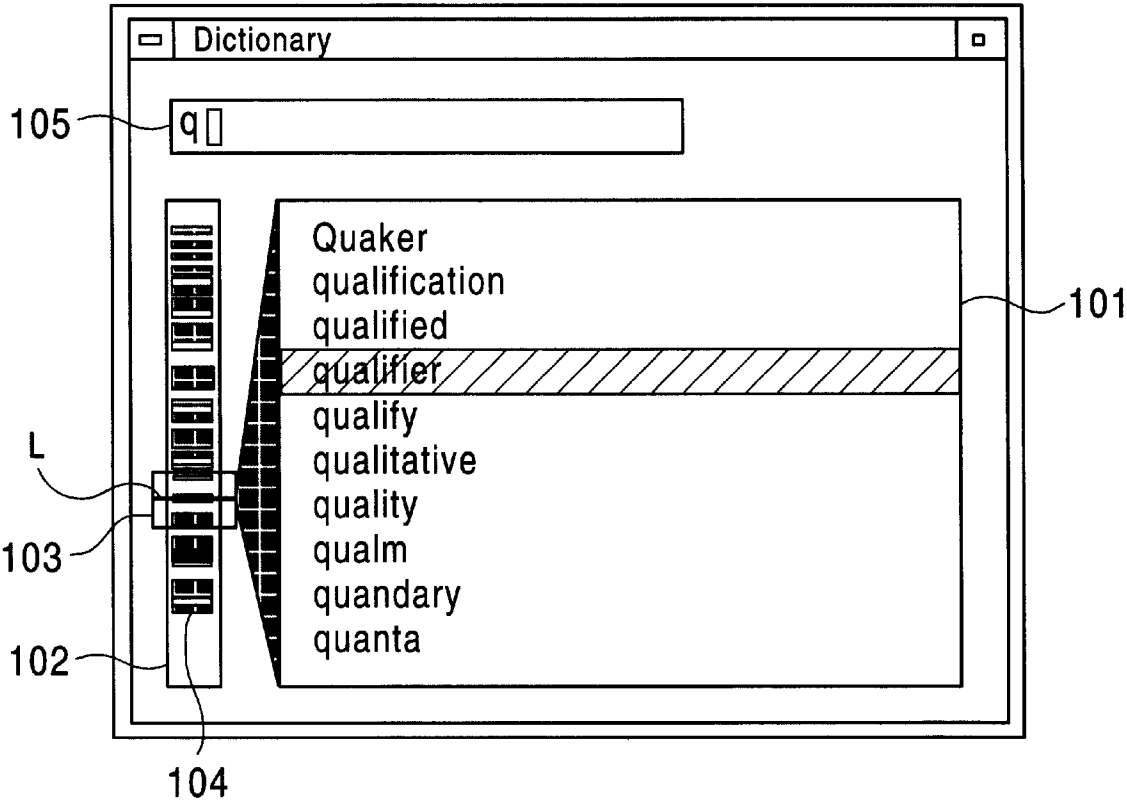 Dictionary
105
q
Quaker
qualification
101
qualified
qualifier
qualify
L
qualitative
quality
103
qualm
quandary
102
quanta
104